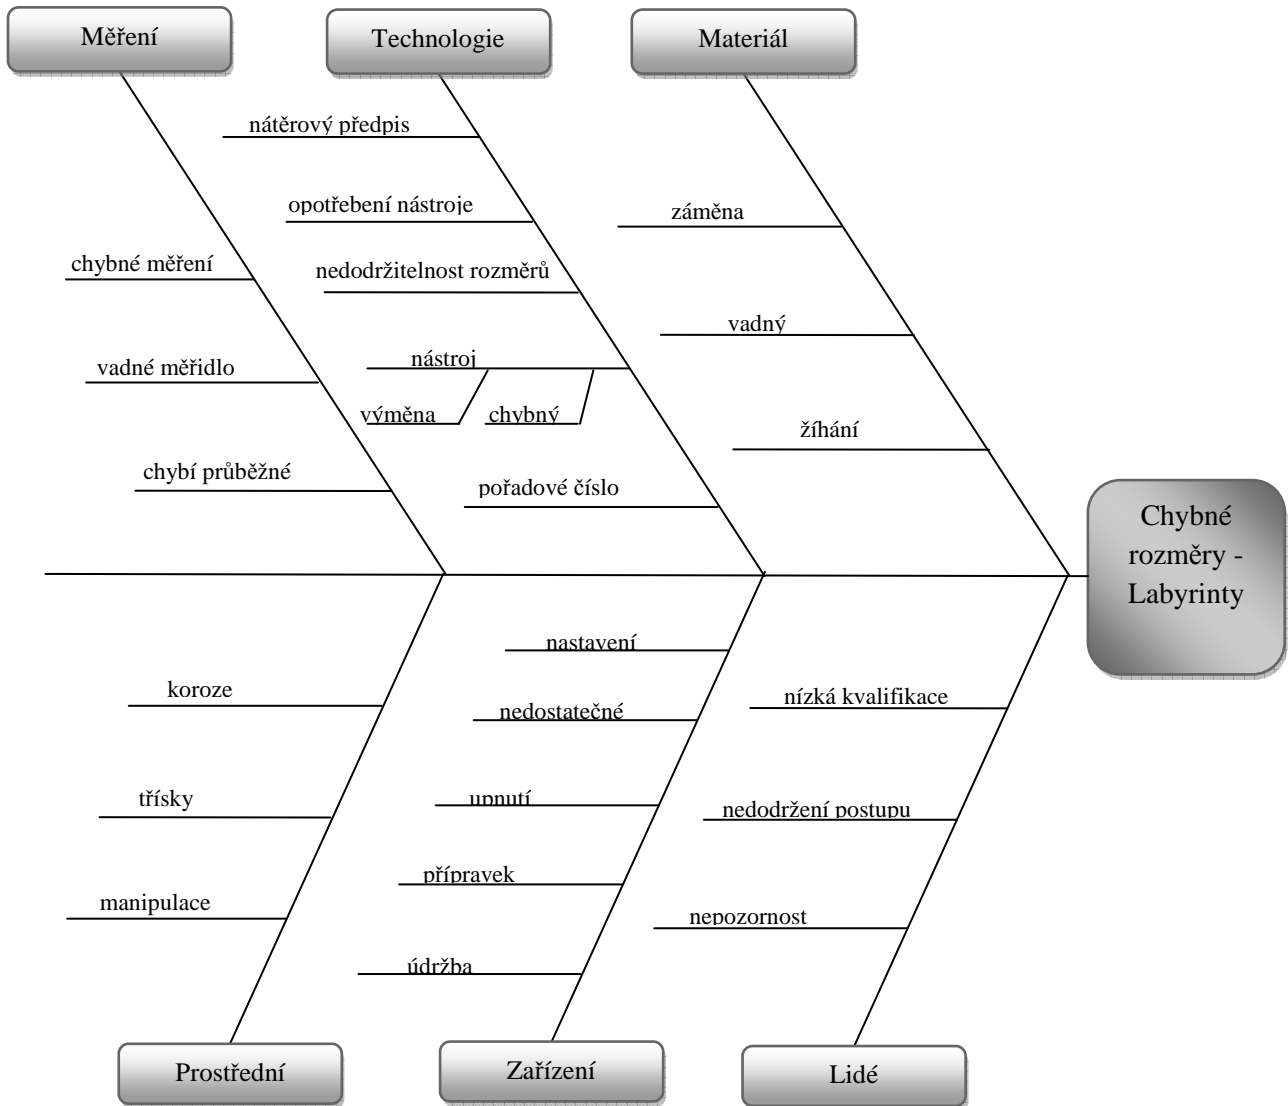 Měření
Technologie
Materiál
nátěrový předpis
opotřebení nástroje
nedodržitelnost rozměrů
nástroj
výměna
chybný
pořadové číslo
chybné měření
vadné měřidlo
chybí průběžné
záměna
vadný
žíhání
Chybné
rozměry -
Labyrinty
koroze
třísky
manipulace
nastavení
nedostatečné
upnutí
přípravek
údržba
nízká kvalifikace
nedodržení postupu
nepozornost
Prostřední
Zařízení
Lidé